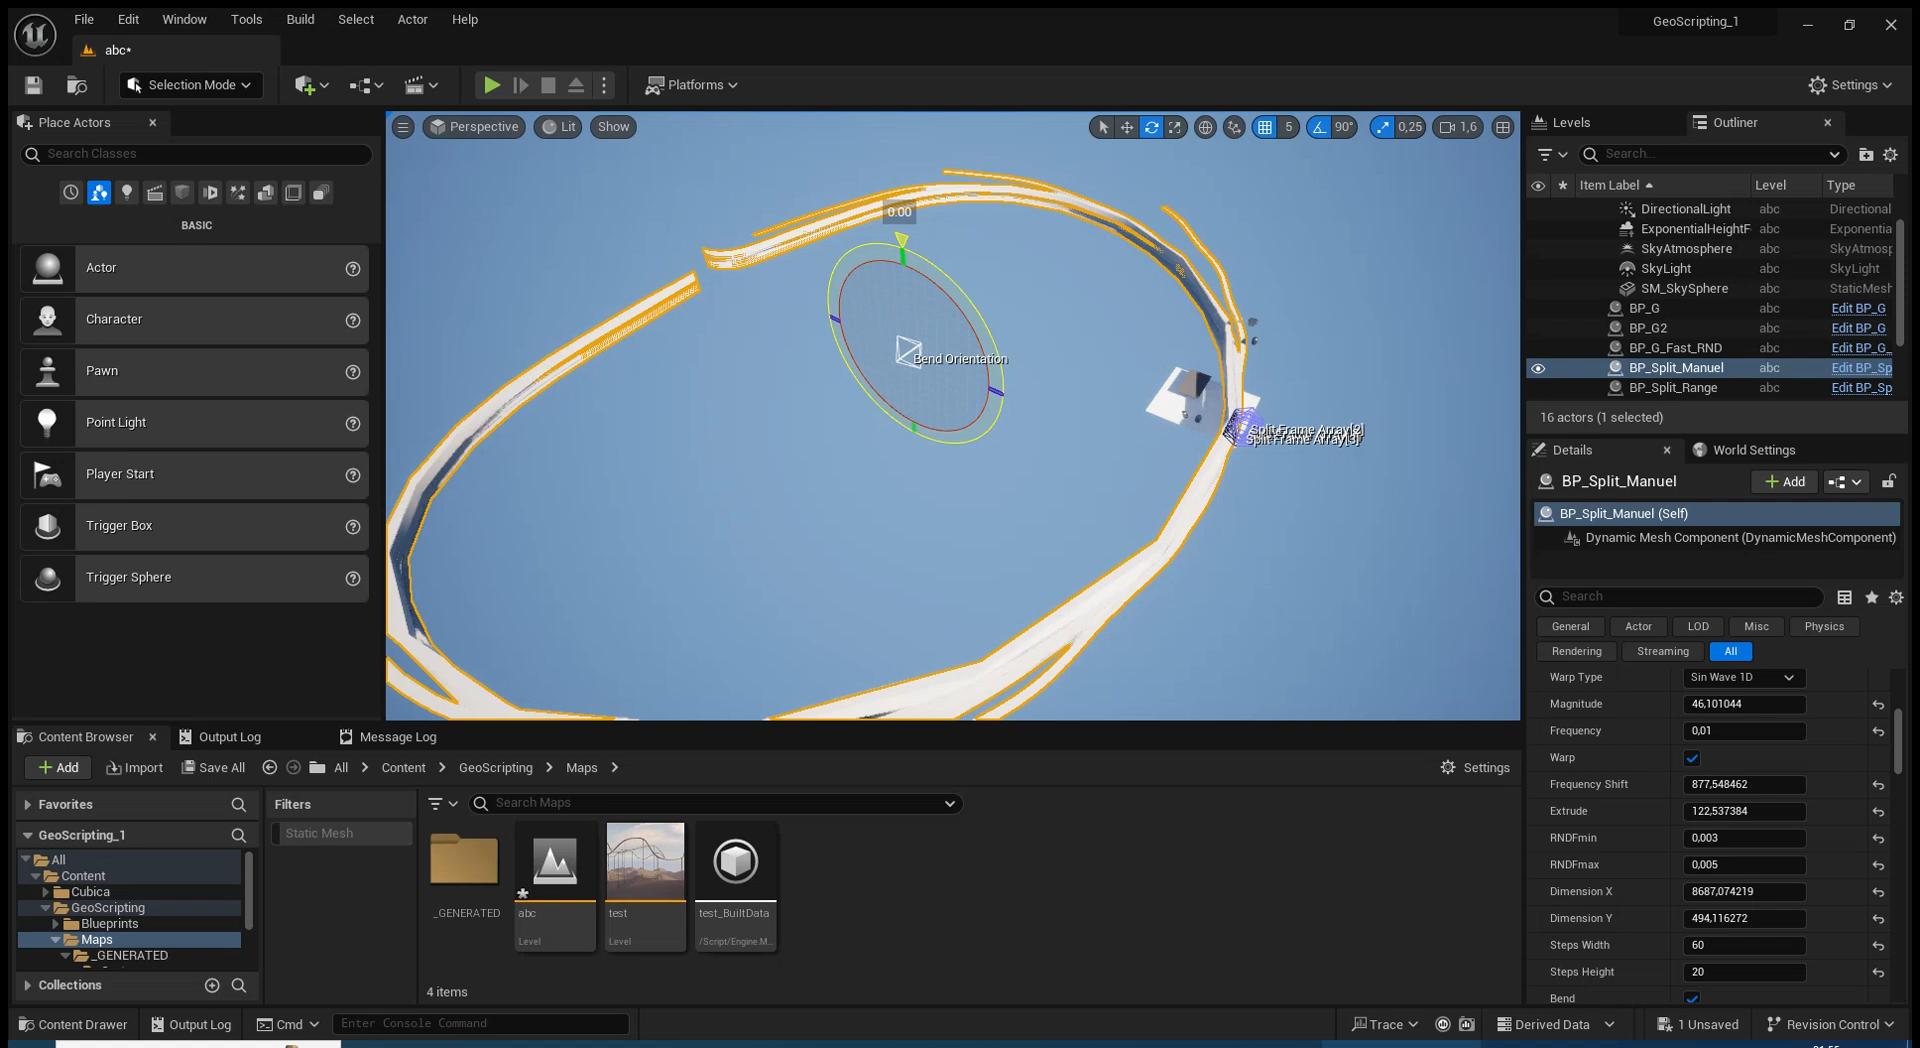 File Edit Window Tools Build Select Actor Help
GeoScripting_1
abc*
Selection Mode
Platforms
Settings
Place Actors
Search Classes
BASIC
Actor
Character
Pawn
Point Light
Player Start
Trigger Box
Trigger Sphere
Perspective Lit Show
5 90° 0,25 1,6
0.00
Bend Orientation
Split Frame Array[2]
Split Frame Array[3]
Levels Outliner
Search...
Item Label Level Type
DirectionalLight abc Directional
ExponentialHeightF abc Exponentia
SkyAtmosphere abc SkyAtmosp
SkyLight abc SkyLight
SM_SkySphere abc StaticMesh
BP_G abc Edit BP_G
BP_G2 abc Edit BP_G
BP_G_Fast_RND abc Edit BP_G_
BP_Split_Manuel abc Edit BP_Sp
BP_Split_Range abc Edit BP_Sp
16 actors (1 selected)
Details World Settings
BP_Split_Manuel Add
BP_Split_Manuel (Self)
Dynamic Mesh Component (DynamicMeshComponent)
Search
General Actor LOD Misc Physics
Rendering Streaming All
Warp Type Sin Wave 1D
Magnitude 46,101044
Frequency 0,01
Warp
Frequency Shift 877,548462
Extrude 122,537384
RNDFmin 0,003
RNDFmax 0,005
Dimension X 8687,074219
Dimension Y 494,116272
Steps Width 60
Steps Height 20
Bend
Content Browser Output Log Message Log
Add Import Save All All Content GeoScripting Maps
Settings
Favorites
GeoScripting_1
All
Content
Cubica
GeoScripting
Blueprints
Maps
_GENERATED
Collections
Filters
Static Mesh
Search Maps
_GENERATED
abc
Level
test
Level
test_BuiltData
/Script/Engine.M...
4 items
Content Drawer Output Log Cmd Enter Console Command
Trace Derived Data 1 Unsaved Revision Control